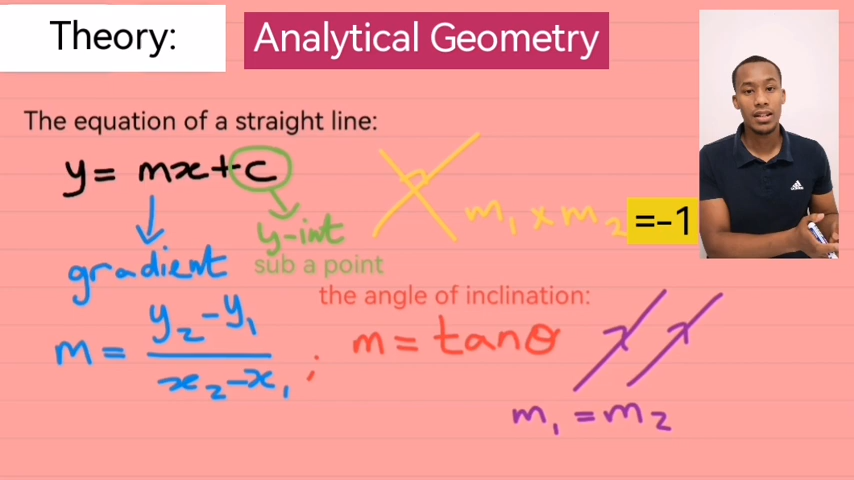 Theory:
Analytical Geometry
The equation of a straight line:
y = mx + c
m₁ × m₂ = -1
y-int
gradient
sub a point
the angle of inclination:
m = y₂ - y₁ / x₂ - x₁ ;
m = tanθ
m₁ = m₂
adidas